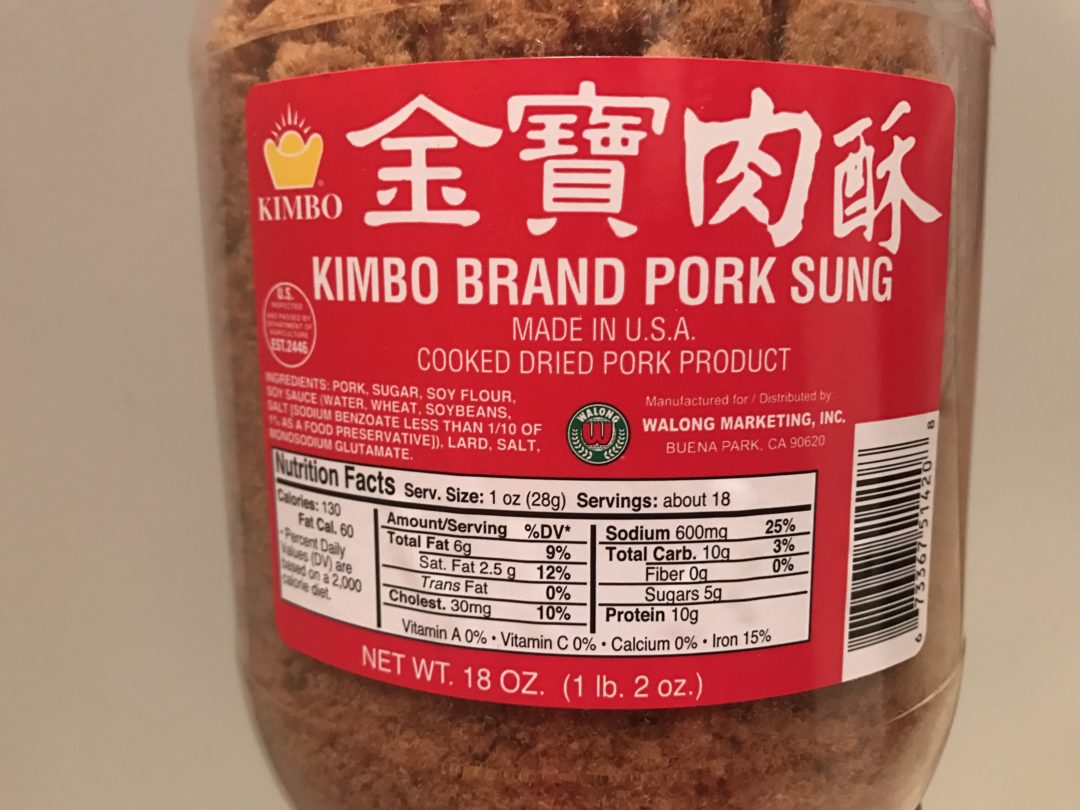 金寶肉酥
KIMBO
KIMBO BRAND PORK SUNG
MADE IN U.S.A.
COOKED DRIED PORK PRODUCT
U.S.
INSPECTED
AND PASSED BY
DEPARTMENT OF
AGRICULTURE
EST.2446
INGREDIENTS: PORK, SUGAR, SOY FLOUR,
SOY SAUCE (WATER, WHEAT, SOYBEANS,
SALT [SODIUM BENZOATE LESS THAN 1/10 OF
1% AS A FOOD PRESERVATIVE]), LARD, SALT,
MONOSODIUM GLUTAMATE.
WALONG
W
Manufactured for / Distributed by
WALONG MARKETING, INC.
BUENA PARK, CA 90620
Nutrition Facts Serv. Size: 1 oz (28g) Servings: about 18
Calories: 130
Fat Cal. 60
*Percent Daily
Values (DV) are
based on a 2,000
calorie diet.
Amount/Serving %DV*
Total Fat 6g 9%
Sat. Fat 2.5 g 12%
Trans Fat 0%
Cholest. 30mg 10%
Sodium 600mg 25%
Total Carb. 10g 3%
Fiber 0g 0%
Sugars 5g
Protein 10g
Vitamin A 0% • Vitamin C 0% • Calcium 0% • Iron 15%
NET WT. 18 OZ. (1 lb. 2 oz.)
6 73367 51420 8